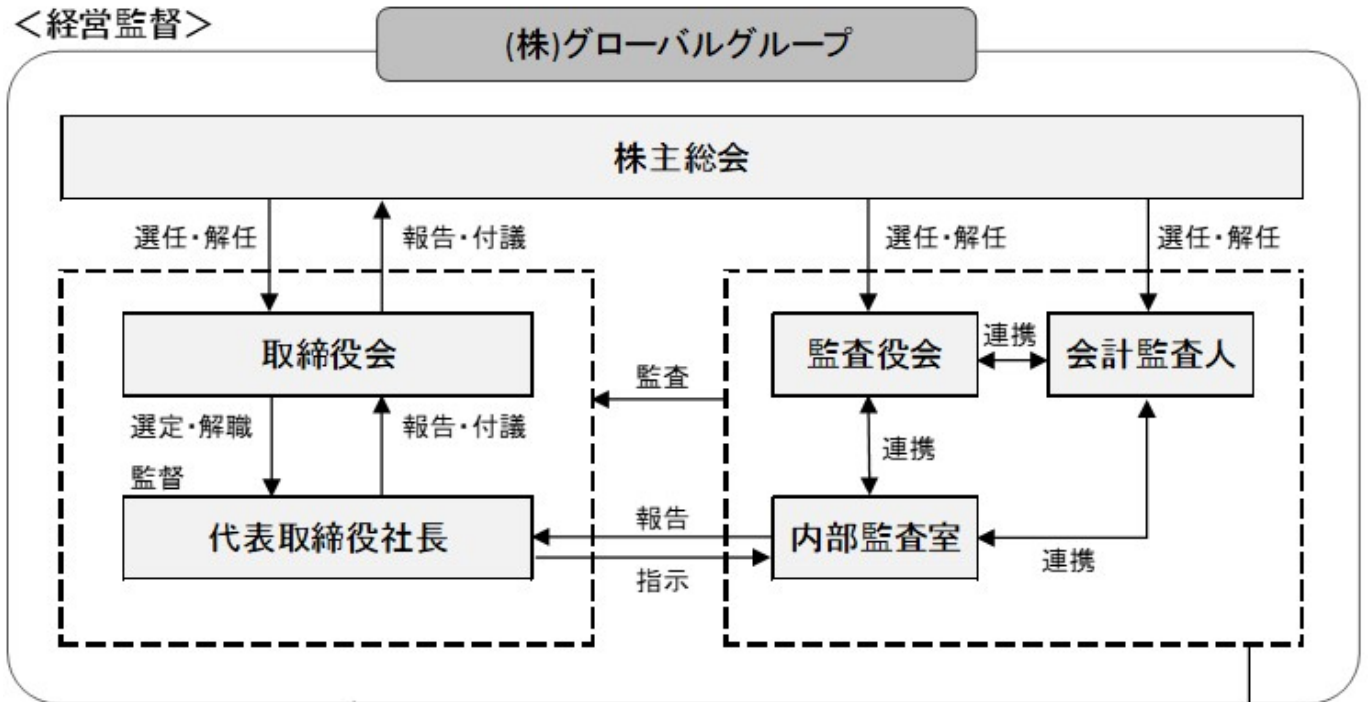 ＜経営監督＞
(株)グローバルグループ
株主総会
選任・解任
報告・付議
選任・解任
選任・解任
取締役会
監査役会
連携
会計監査人
監査
選定・解職
監督
報告・付議
連携
代表取締役社長
報告
指示
内部監査室
連携